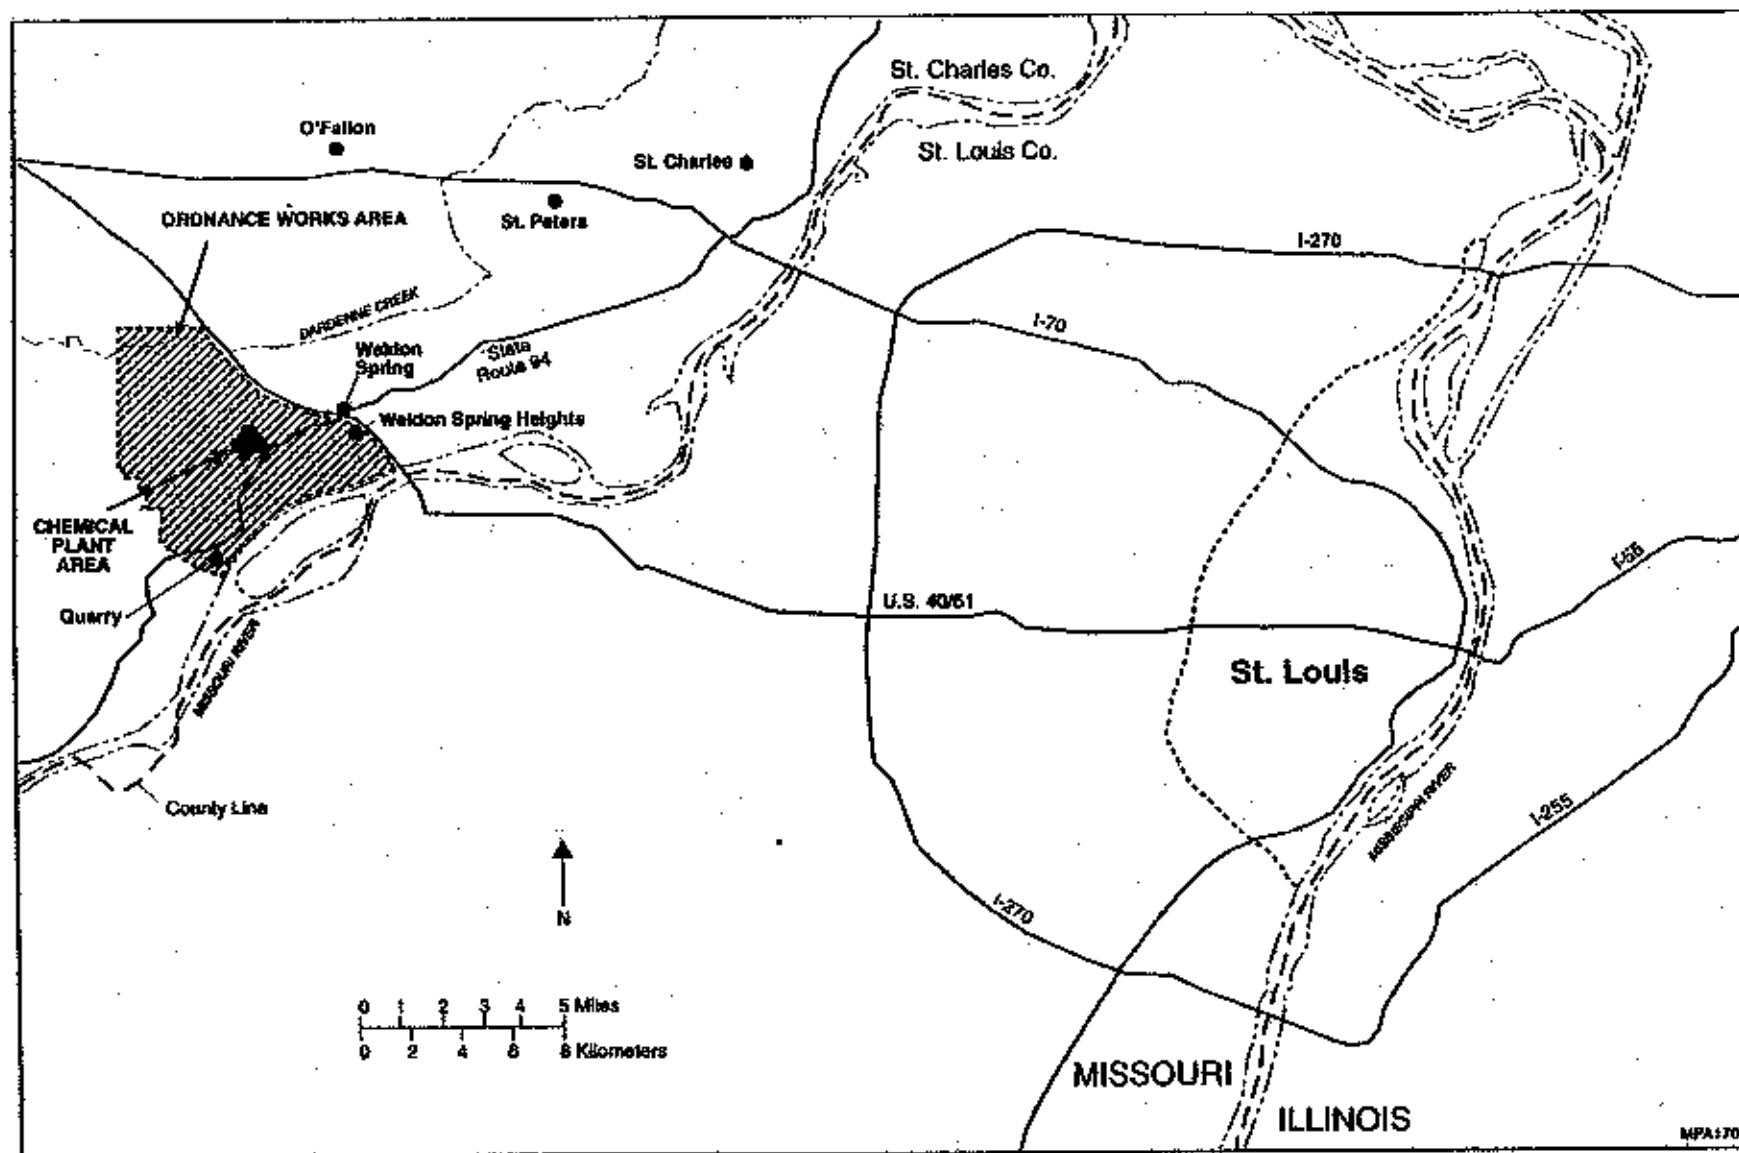 St. Charles Co.
St. Louis Co.
O'Fallon
St. Charles
St. Peters
ORDNANCE WORKS AREA
I-270
DARDENNE CREEK
I-70
State
Route 94
Weldon
Spring
Weldon Spring Heights
CHEMICAL
PLANT
AREA
Quarry
U.S. 40/61
I-55
MISSOURI RIVER
St. Louis
County Line
MISSISSIPPI RIVER
I-255
N
I-270
0 1 2 3 4 5 Miles
0 2 4 6 8 Kilometers
MISSOURI
ILLINOIS